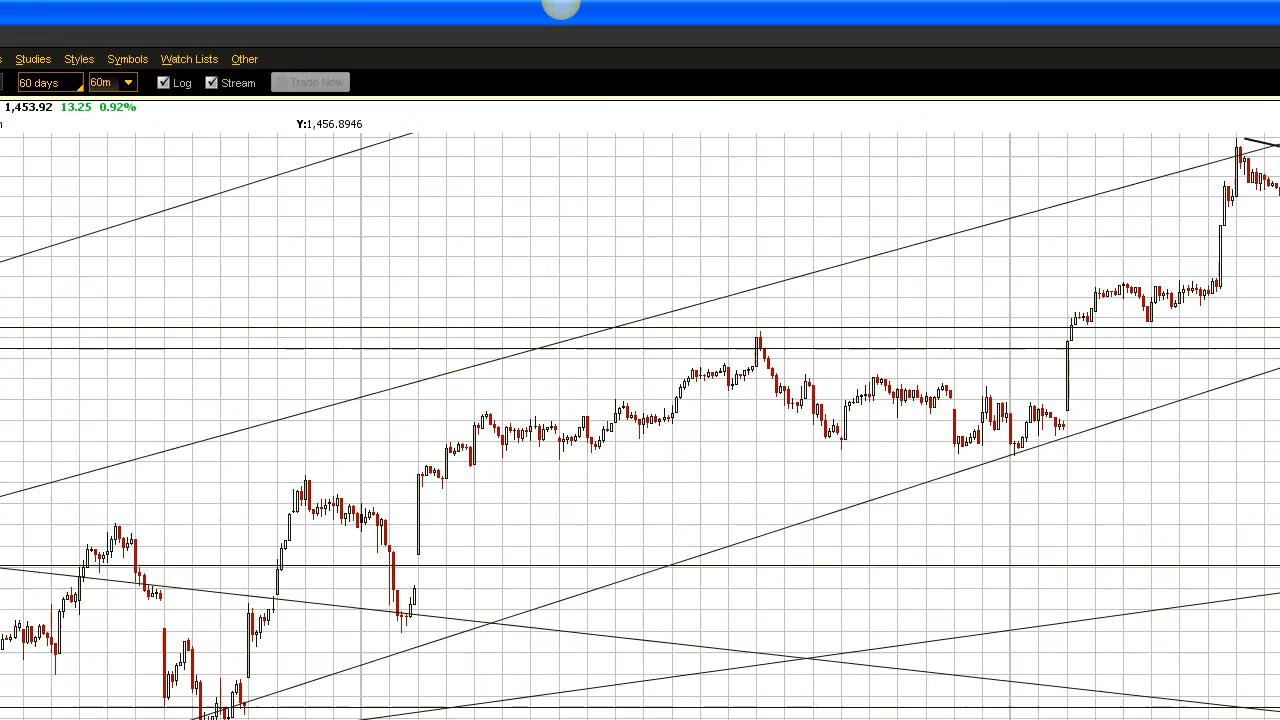 s Studies Styles Symbols Watch Lists Other
60 days 60m Log Stream Trade Now
1,453.92 13.25 0.92%
Y:1,456.8946